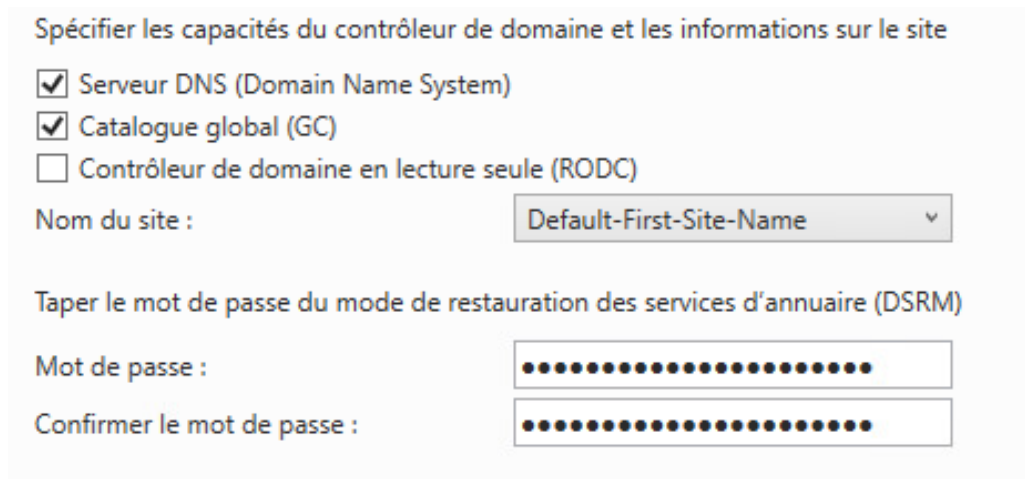 Spécifier les capacités du contrôleur de domaine et les informations sur le site
Serveur DNS (Domain Name System)
Catalogue global (GC)
Contrôleur de domaine en lecture seule (RODC)
Nom du site : Default-First-Site-Name
Taper le mot de passe du mode de restauration des services d’annuaire (DSRM)
Mot de passe : ••••••••••••••••••••••
Confirmer le mot de passe : ••••••••••••••••••••••